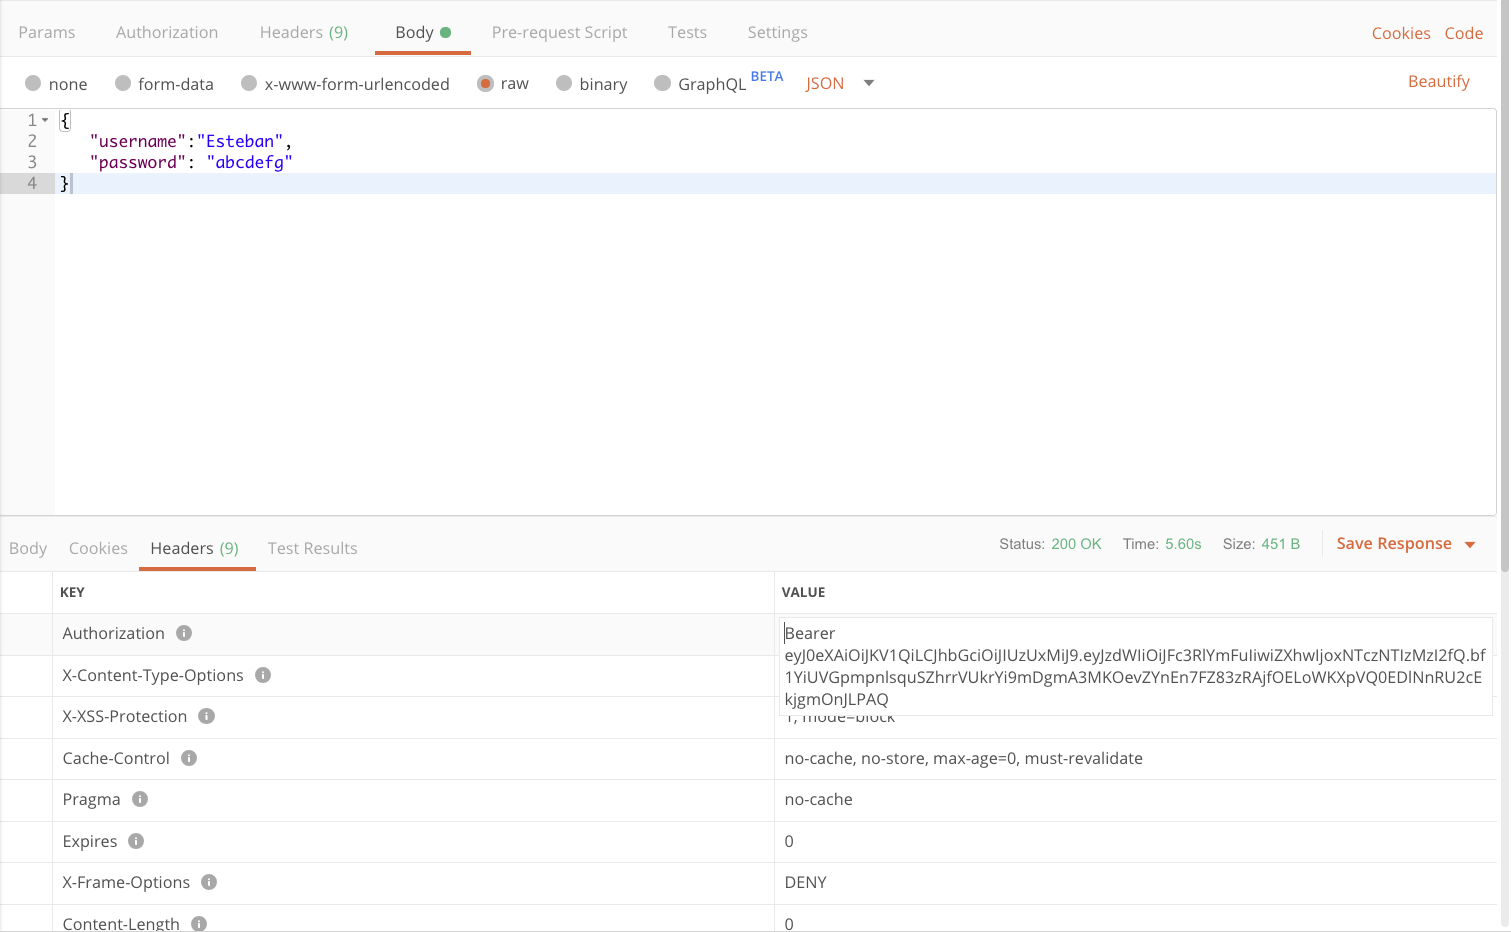 Params Authorization Headers (9) Body Pre-request Script Tests Settings Cookies Code
none form-data x-www-form-urlencoded raw binary GraphQL BETA JSON Beautify
1 {
2 "username":"Esteban",
3 "password": "abcdefg"
4 }
Body Cookies Headers (9) Test Results Status: 200 OK Time: 5.60s Size: 451 B Save Response
KEY VALUE
Authorization Bearer
eyJ0eXAiOiJKV1QiLCJhbGciOiJIUzUxMiJ9.eyJzdWIiOiJFc3RlYmFuIiwiZXhwIjoxNTczNTIzMzI2fQ.bf
1YiUVGpmpnlsquSZhrrVUkrYi9mDgmA3MKOevZYnEn7FZ83zRAjfOELoWKXpVQ0EDlNnRU2cE
kjgmOnJLPAQ
X-Content-Type-Options
X-XSS-Protection 1; mode=block
Cache-Control no-cache, no-store, max-age=0, must-revalidate
Pragma no-cache
Expires 0
X-Frame-Options DENY
Content-Length 0